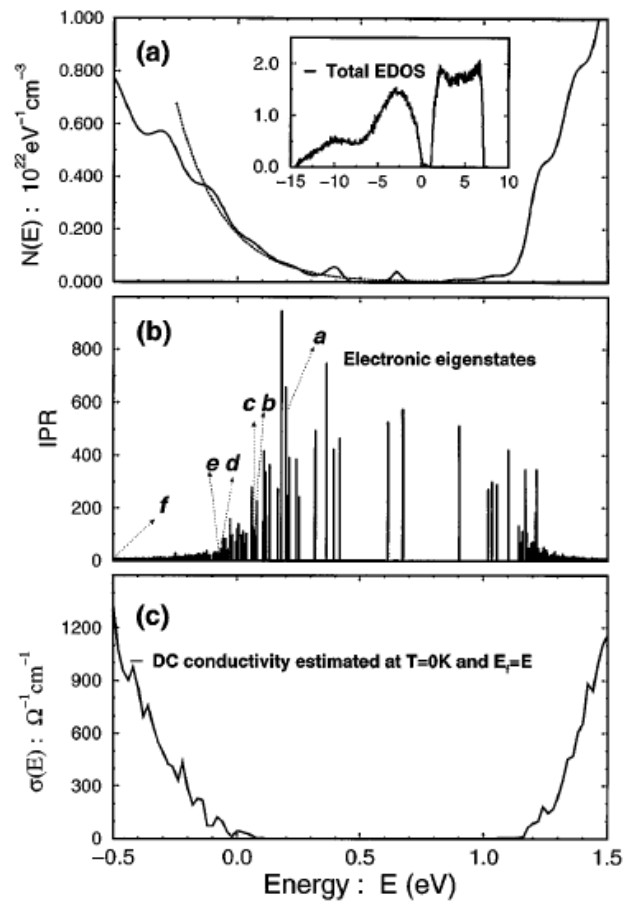 (a)
N(E) : 10²²eV⁻¹cm⁻³
1.000
0.800
0.600
0.400
0.200
0.000
Total EDOS
2.0
1.0
0.0
−15 −10 −5 0 5 10
(b)
IPR
800
600
400
200
0
Electronic eigenstates
a
c b
e d
f
(c)
σ(E) : Ω⁻¹cm⁻¹
1200
900
600
300
0
DC conductivity estimated at T=0K and E_f=E
−0.5 0.0 0.5 1.0 1.5
Energy : E (eV)